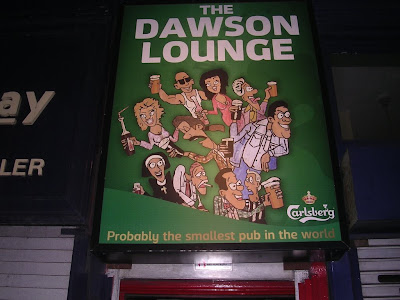 THE
DAWSON
LOUNGE
ay
LER
Carlsberg
Probably the smallest pub in the world